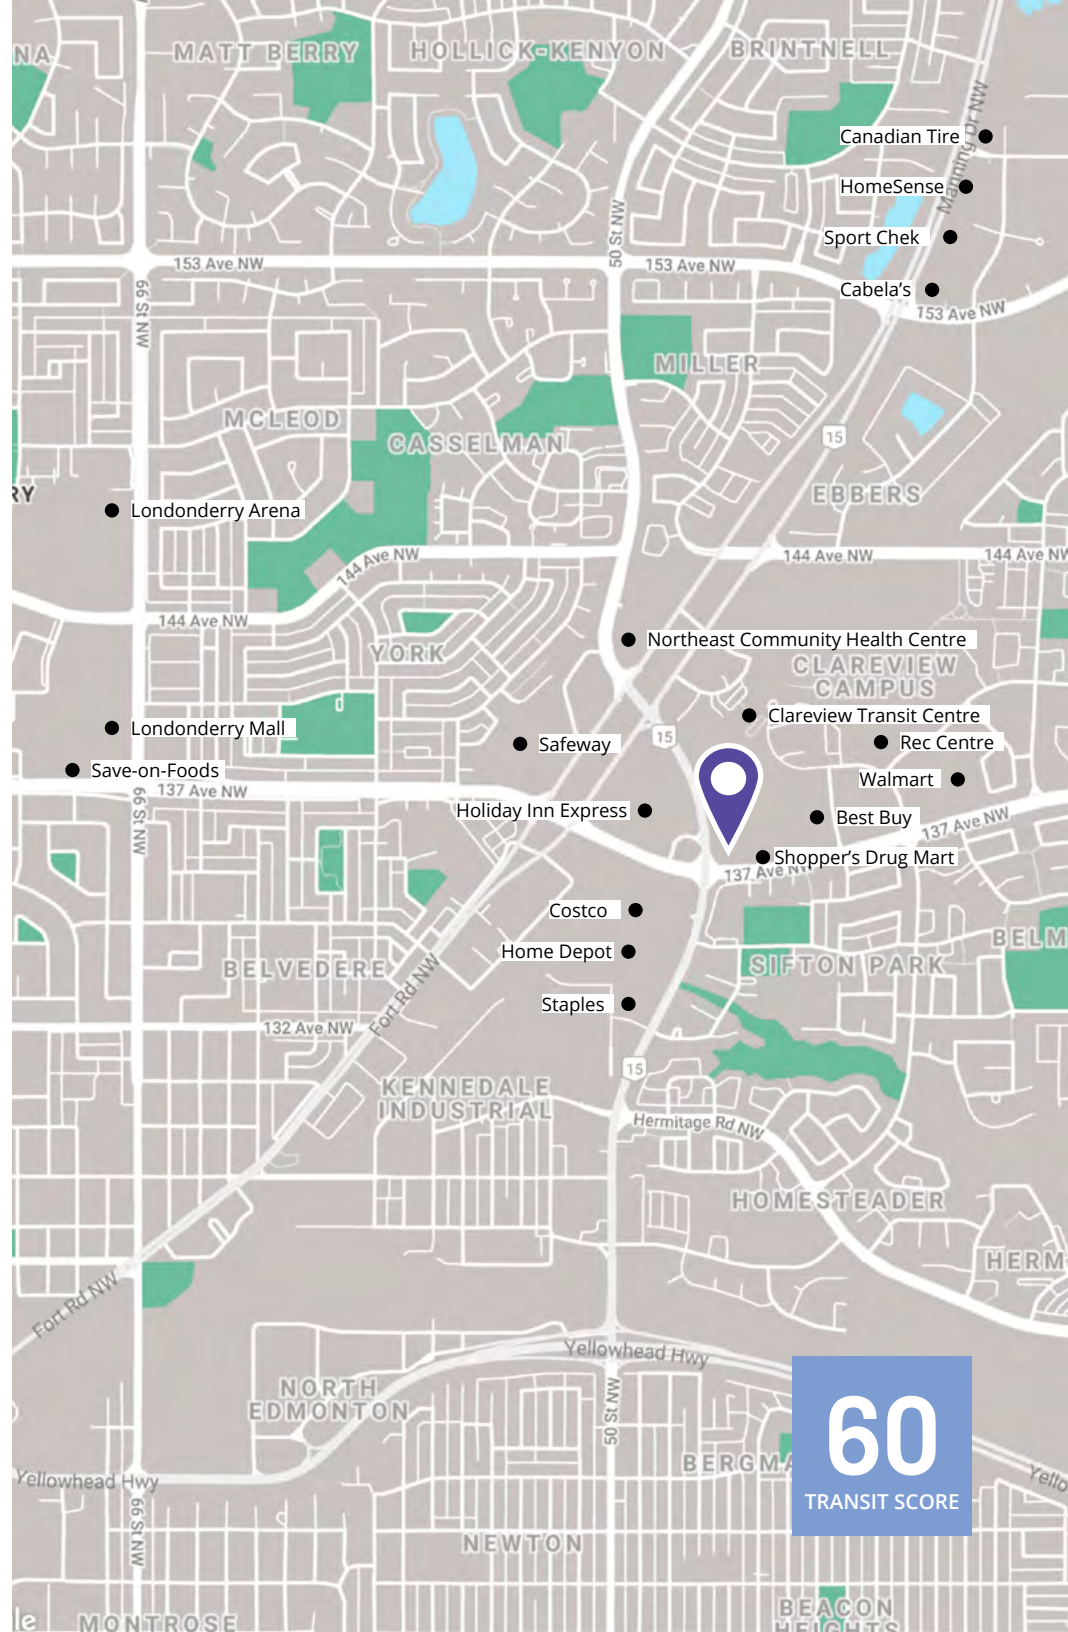 NA
MATT BERRY
HOLLICK-KENYON
BRINTNELL
Canadian Tire
Manning Dr NW
HomeSense
50 St NW
Sport Chek
153 Ave NW
153 Ave NW
Cabela's
153 Ave NW
66 St NW
MILLER
MCLEOD
CASSELMAN
15
RY
EBBERS
Londonderry Arena
144 Ave NW
144 Ave NW
144 Ave NW
144 Ave NW
Northeast Community Health Centre
YORK
CLAREVIEW
CAMPUS
Clareview Transit Centre
Londonderry Mall
15
Safeway
Rec Centre
Save-on-Foods
Walmart
137 Ave NW
66 St NW
Holiday Inn Express
Best Buy
137 Ave NW
Shopper's Drug Mart
137 Ave NW
Costco
BELM
Home Depot
SIFTON PARK
BELVEDERE
Fort Rd NW
Staples
132 Ave NW
15
KENNEDALE
INDUSTRIAL
Hermitage Rd NW
HOMESTEADER
HERM
Fort Rd NW
Yellowhead Hwy
NORTH
EDMONTON
50 St NW
60
TRANSIT SCORE
BERGMA
Yellowhead Hwy
Yello
66 St NW
NEWTON
le
MONTROSE
BEACON
HEIGHTS